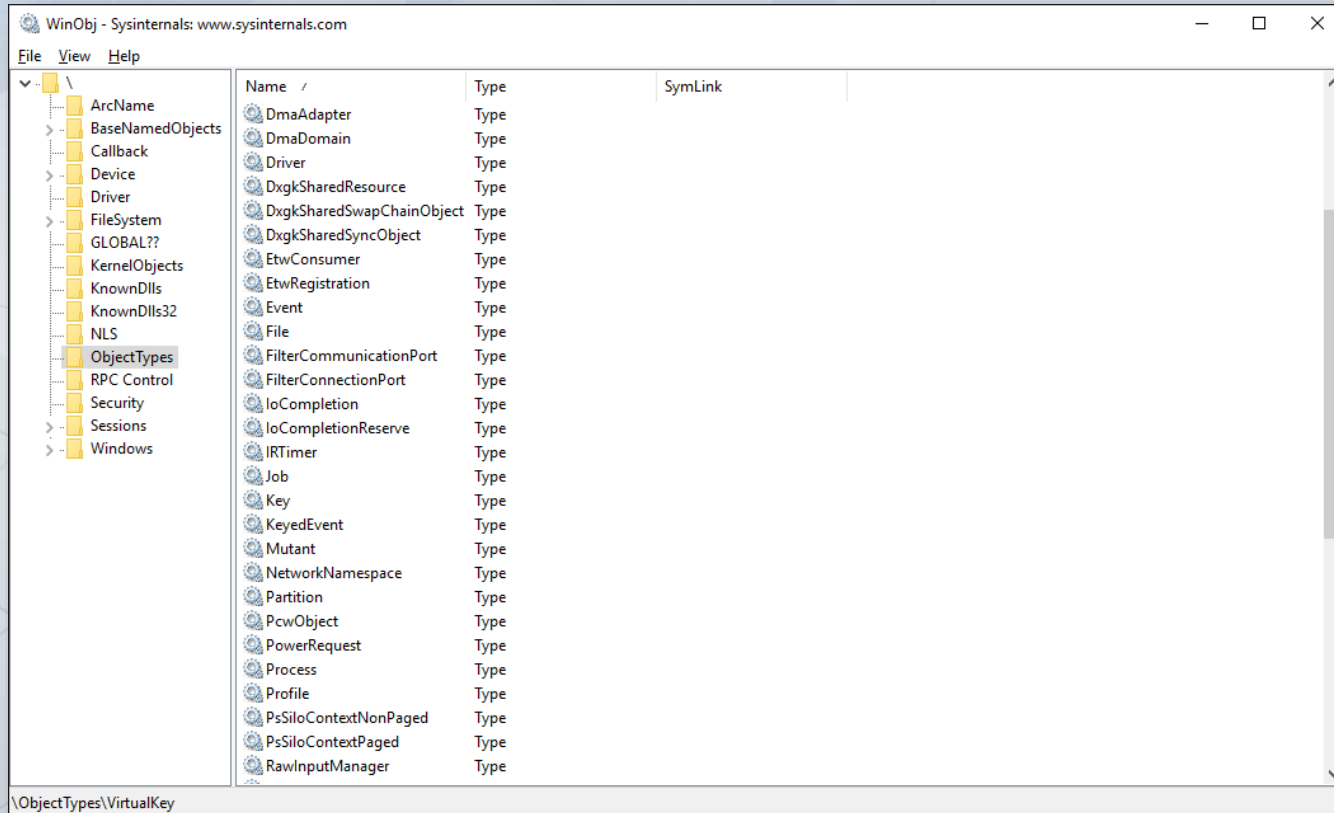 WinObj - Sysinternals: www.sysinternals.com
File View Help
\
ArcName
BaseNamedObjects
Callback
Device
Driver
FileSystem
GLOBAL??
KernelObjects
KnownDlls
KnownDlls32
NLS
ObjectTypes
RPC Control
Security
Sessions
Windows
Name / Type SymLink
DmaAdapter Type
DmaDomain Type
Driver Type
DxgkSharedResource Type
DxgkSharedSwapChainObject Type
DxgkSharedSyncObject Type
EtwConsumer Type
EtwRegistration Type
Event Type
File Type
FilterCommunicationPort Type
FilterConnectionPort Type
IoCompletion Type
IoCompletionReserve Type
IRTimer Type
Job Type
Key Type
KeyedEvent Type
Mutant Type
NetworkNamespace Type
Partition Type
PcwObject Type
PowerRequest Type
Process Type
Profile Type
PsSiloContextNonPaged Type
PsSiloContextPaged Type
RawInputManager Type
\ObjectTypes\VirtualKey